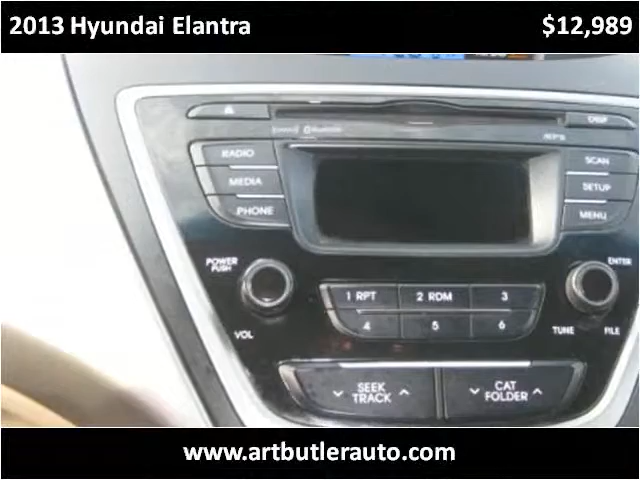 2013 Hyundai Elantra
$12,989
DISP
RADIO
SCAN
MEDIA
SETUP
PHONE
MENU
POWER
PUSH
ENTER
1 RPT
2 RDM
3
4
5
6
VOL
TUNE
FILE
SEEK
TRACK
CAT
FOLDER
www.artbutlerauto.com